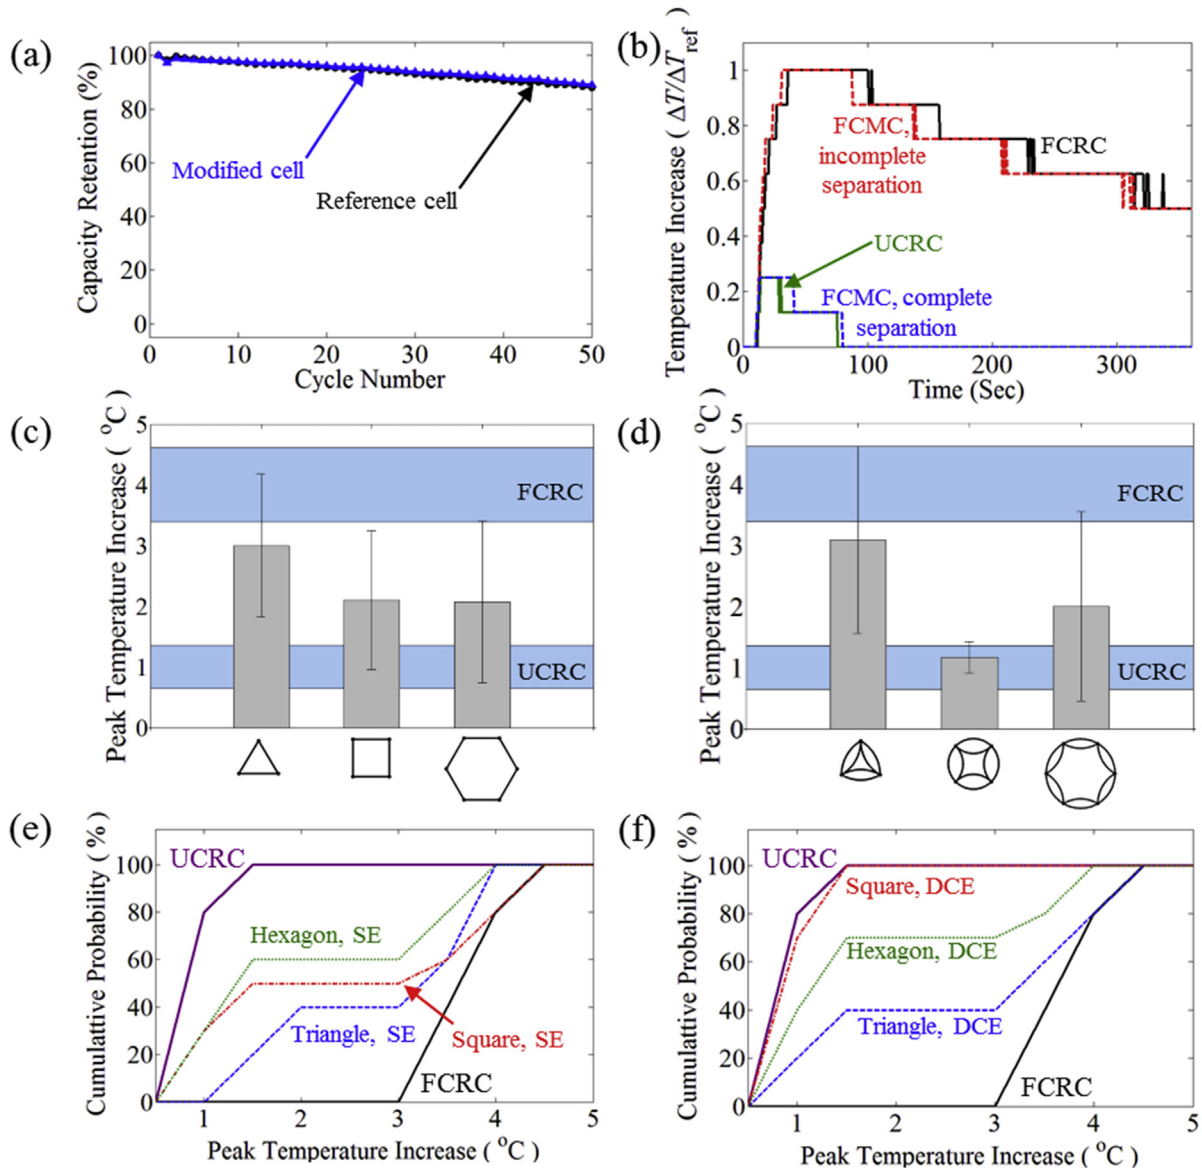 (a)
Capacity Retention (%)
100
80
60
40
20
0
Modified cell
Reference cell
0
10
20
30
40
50
Cycle Number
(b)
Temperature Increase ( ΔT/ΔT_ref )
1
0.8
0.6
0.4
0.2
0
FCMC,
incomplete
separation
FCRC
UCRC
FCMC, complete
separation
0
100
200
300
Time (Sec)
(c)
Peak Temperature Increase ( °C )
5
4
3
2
1
0
FCRC
UCRC
(d)
Peak Temperature Increase ( °C )
5
4
3
2
1
0
FCRC
UCRC
(e)
Cumulative Probability ( % )
100
80
60
40
20
0
UCRC
Hexagon, SE
Triangle, SE
Square, SE
FCRC
1
2
3
4
5
Peak Temperature Increase ( °C )
(f)
Cumulative Probability ( % )
100
80
60
40
20
0
UCRC
Square, DCE
Hexagon, DCE
Triangle, DCE
FCRC
1
2
3
4
5
Peak Temperature Increase ( °C )